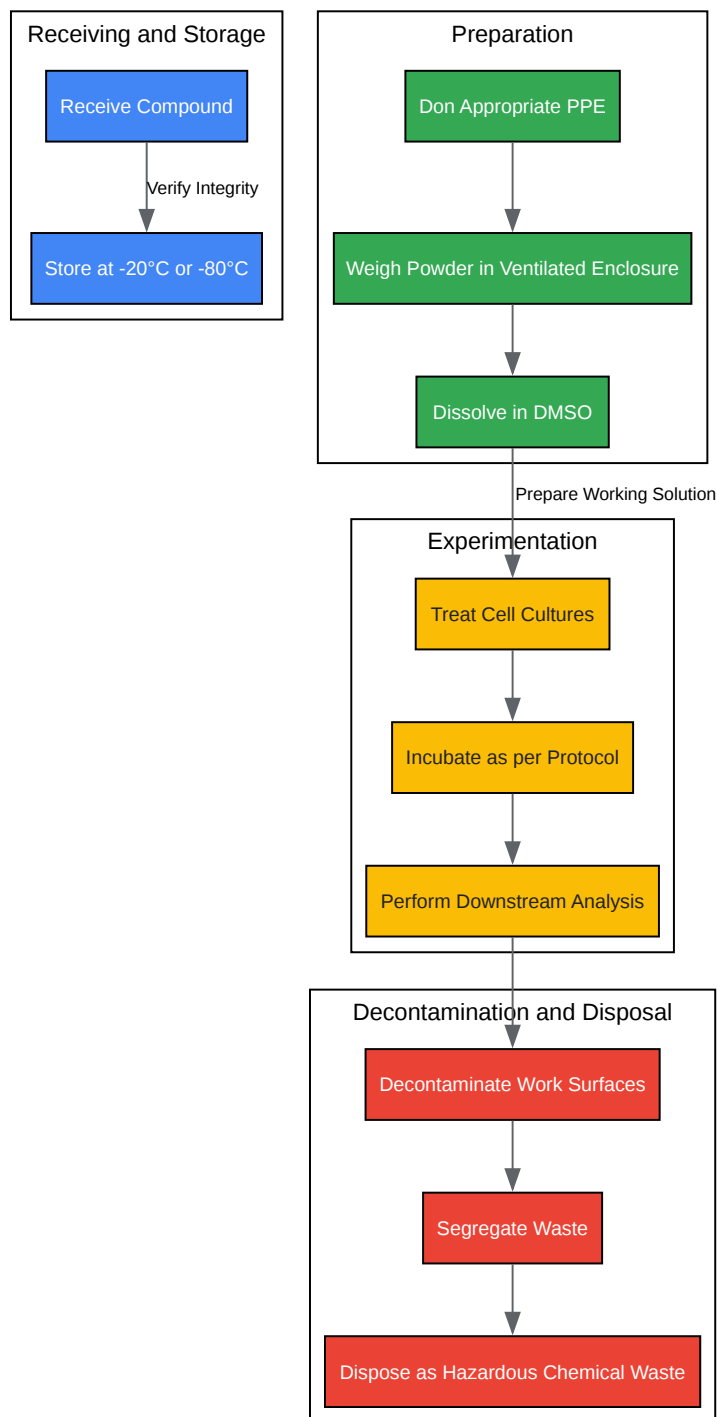 Receiving and Storage
Receive Compound
Verify Integrity
Store at -20°C or -80°C
Preparation
Don Appropriate PPE
Weigh Powder in Ventilated Enclosure
Dissolve in DMSO
Prepare Working Solution
Experimentation
Treat Cell Cultures
Incubate as per Protocol
Perform Downstream Analysis
Decontamination and Disposal
Decontaminate Work Surfaces
Segregate Waste
Dispose as Hazardous Chemical Waste